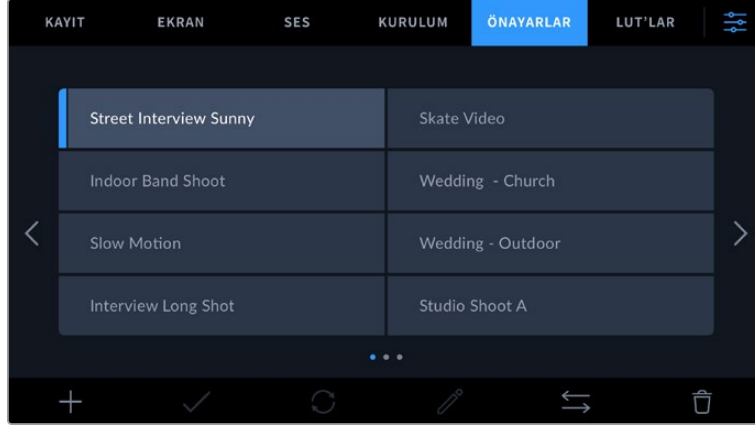 KAYIT EKRAN SES KURULUM ÖNAYARLAR LUT'LAR
Street Interview Sunny Skate Video
Indoor Band Shoot Wedding - Church
Slow Motion Wedding - Outdoor
Interview Long Shot Studio Shoot A